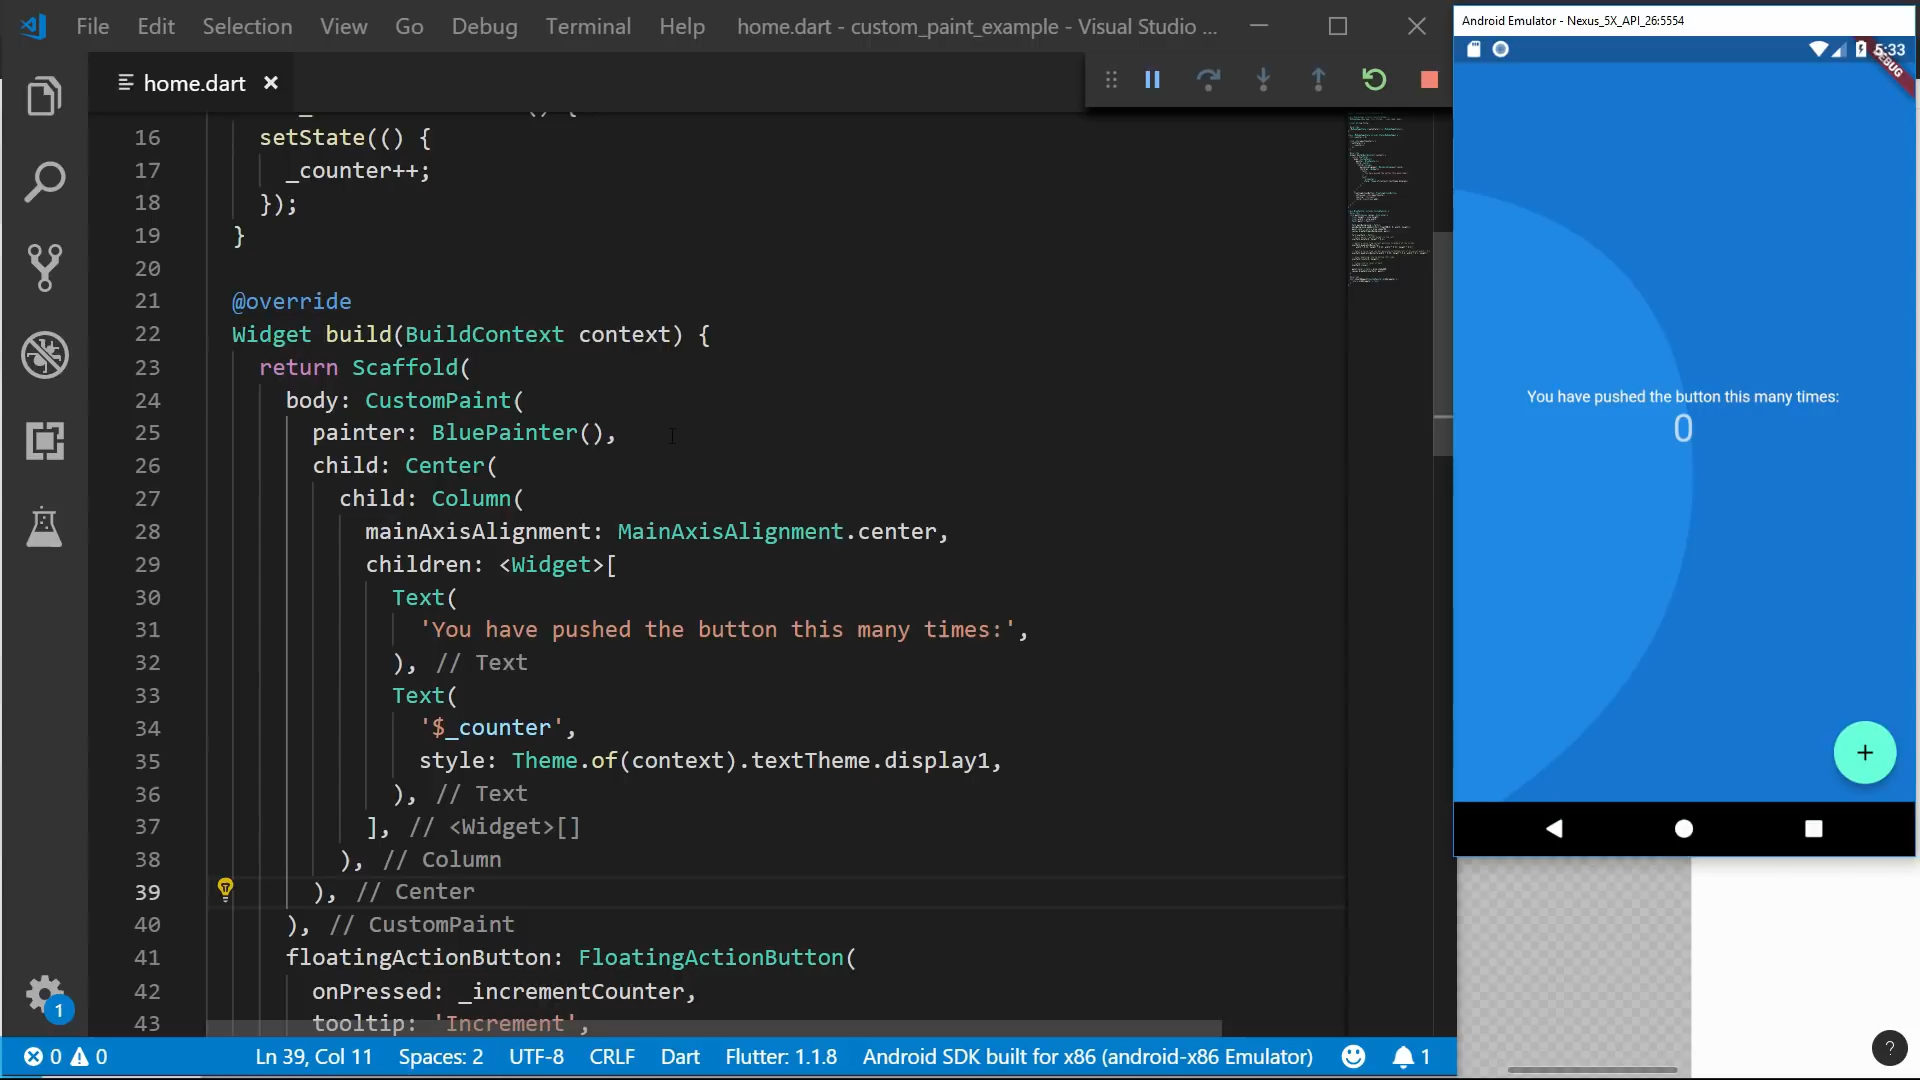 File Edit Selection View Go Debug Terminal Help home.dart - custom_paint_example - Visual Studio ...
home.dart
16 setState(() {
17 _counter++;
18 });
19 }
20
21 @override
22 Widget build(BuildContext context) {
23 return Scaffold(
24 body: CustomPaint(
25 painter: BluePainter(),
26 child: Center(
27 child: Column(
28 mainAxisAlignment: MainAxisAlignment.center,
29 children: <Widget>[
30 Text(
31 'You have pushed the button this many times:',
32 ), // Text
33 Text(
34 '$_counter',
35 style: Theme.of(context).textTheme.display1,
36 ), // Text
37 ], // <Widget>[]
38 ), // Column
39 ), // Center
40 ), // CustomPaint
41 floatingActionButton: FloatingActionButton(
42 onPressed: _incrementCounter,
43 tooltip: 'Increment',
1
0 0 Ln 39, Col 11 Spaces: 2 UTF-8 CRLF Dart Flutter: 1.1.8 Android SDK built for x86 (android-x86 Emulator) 1
Android Emulator - Nexus_5X_API_26:5554
5:33
DEBUG
You have pushed the button this many times:
0
+
?